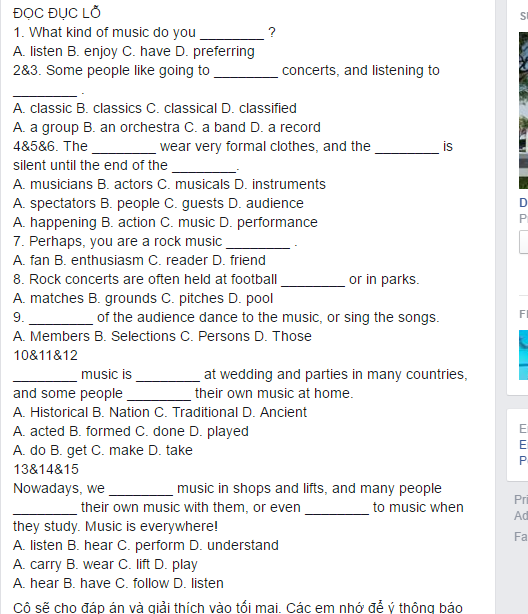 ĐỌC ĐỤC LỖ
1. What kind of music do you ________ ?
A. listen B. enjoy C. have D. preferring
2&3. Some people like going to ________ concerts, and listening to
________ .
A. classic B. classics C. classical D. classified
A. a group B. an orchestra C. a band D. a record
4&5&6. The ________ wear very formal clothes, and the ________ is
silent until the end of the ________.
A. musicians B. actors C. musicals D. instruments
A. spectators B. people C. guests D. audience
A. happening B. action C. music D. performance
7. Perhaps, you are a rock music ________ .
A. fan B. enthusiasm C. reader D. friend
8. Rock concerts are often held at football ________ or in parks.
A. matches B. grounds C. pitches D. pool
9. ________ of the audience dance to the music, or sing the songs.
A. Members B. Selections C. Persons D. Those
10&11&12
________ music is ________ at wedding and parties in many countries,
and some people ________ their own music at home.
A. Historical B. Nation C. Traditional D. Ancient
A. acted B. formed C. done D. played
A. do B. get C. make D. take
13&14&15
Nowadays, we ________ music in shops and lifts, and many people
________ their own music with them, or even ________ to music when
they study. Music is everywhere!
A. listen B. hear C. perform D. understand
A. carry B. wear C. lift D. play
A. hear B. have C. follow D. listen
Cô sẽ cho đáp án và giải thích vào tối mai. Các em nhớ để ý thông báo